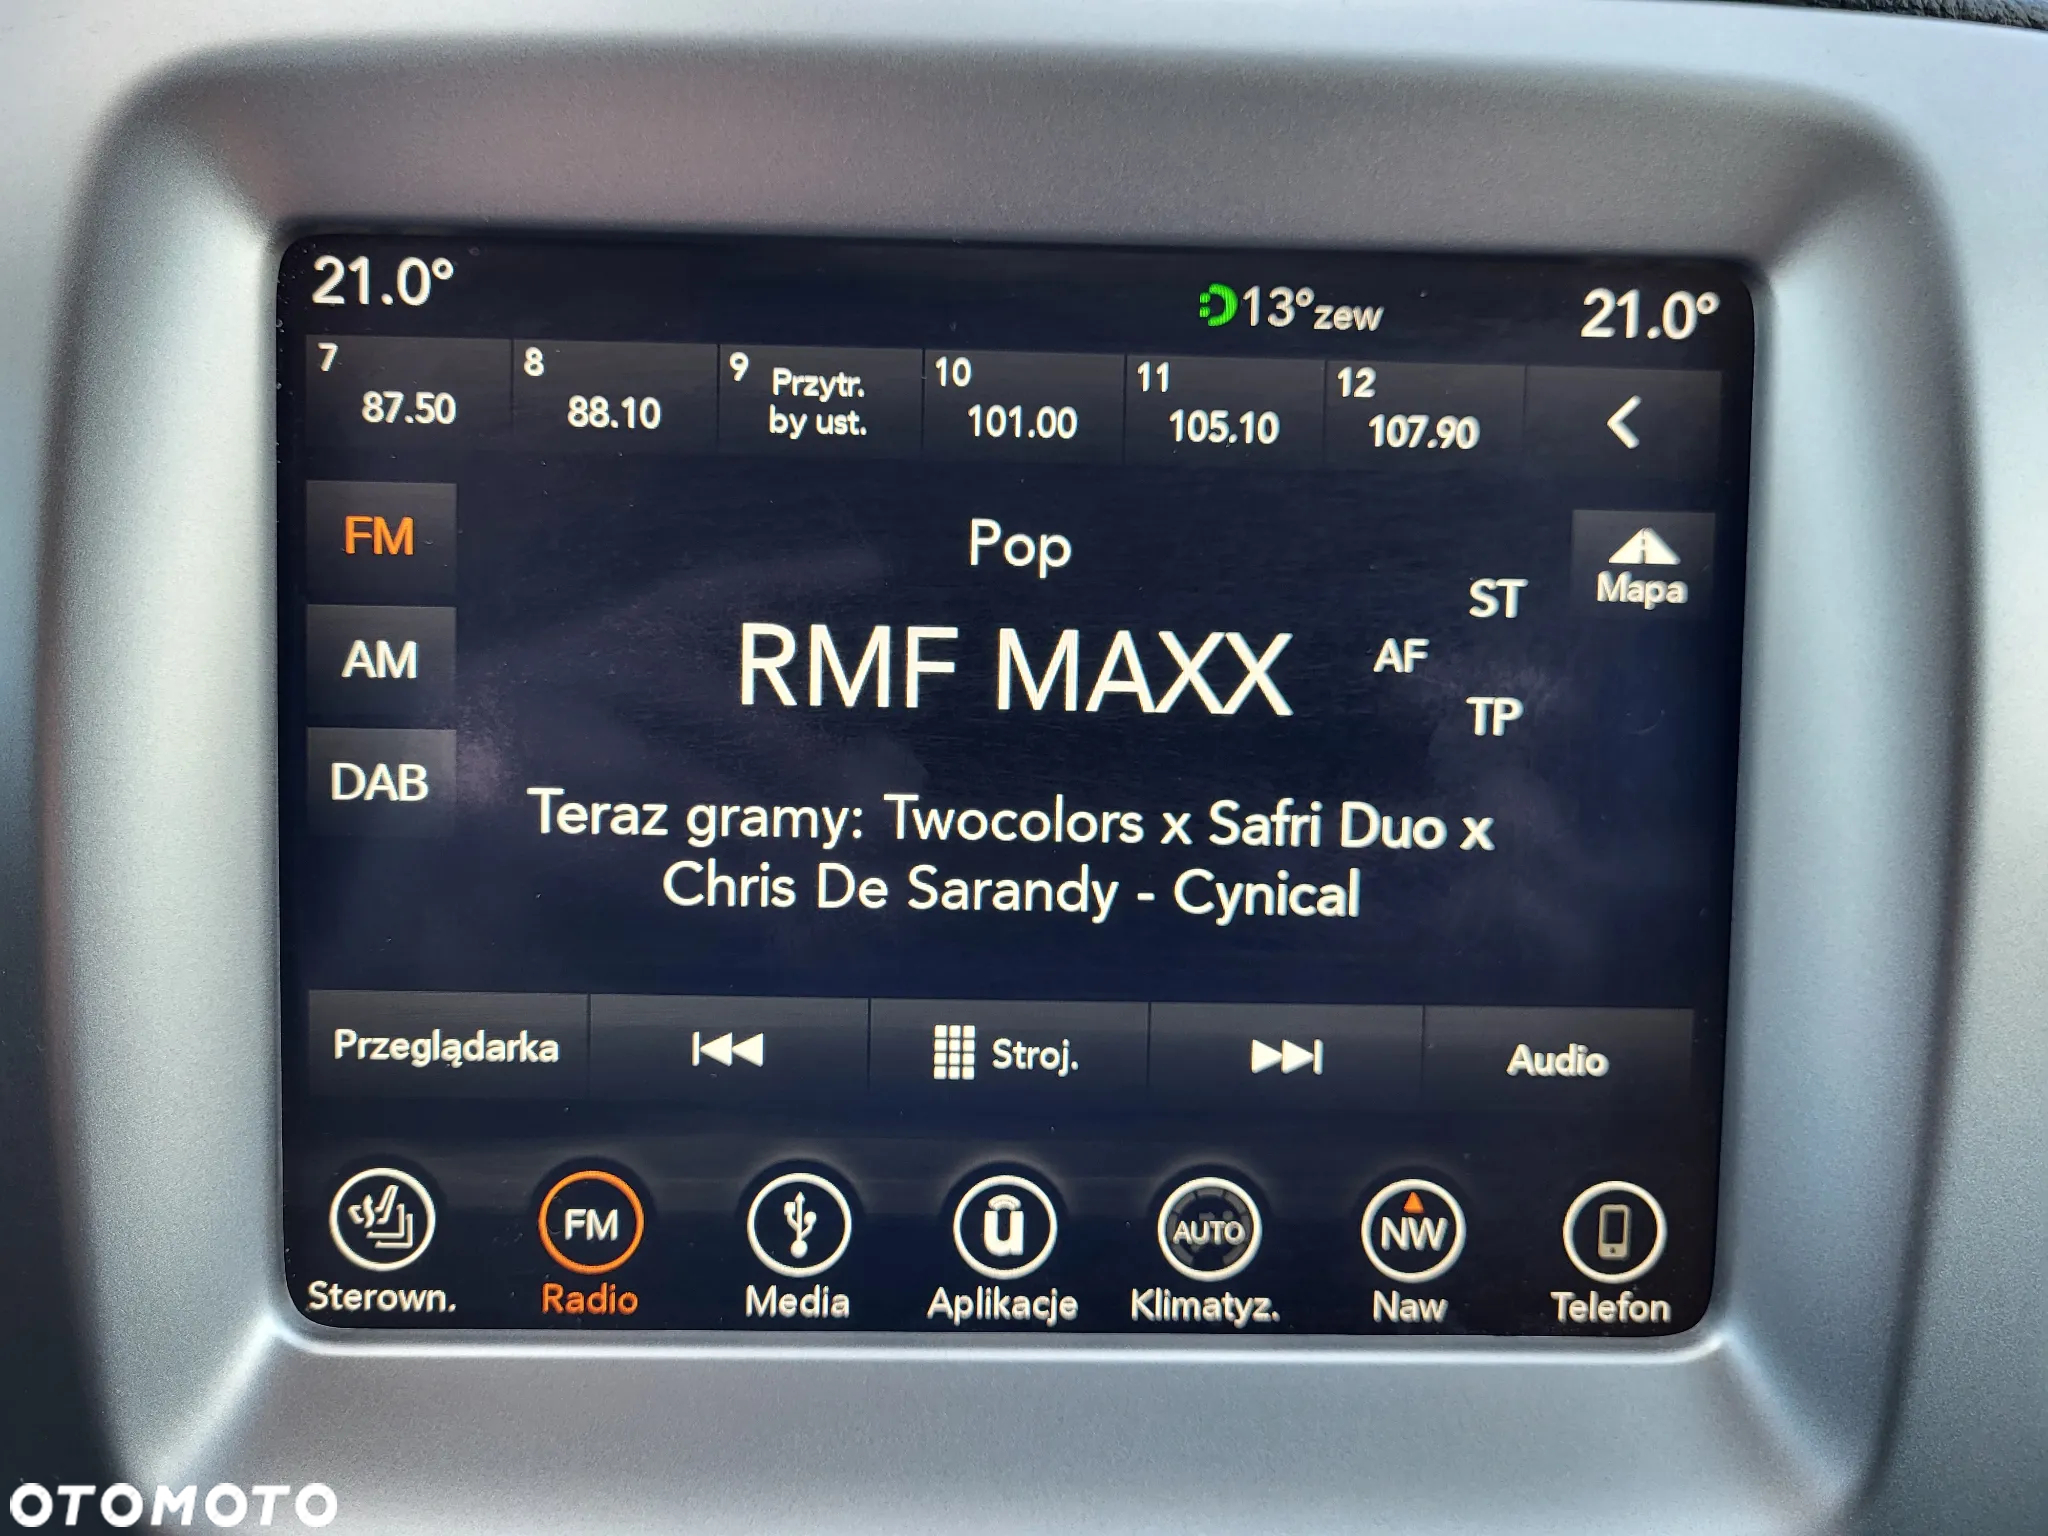 21.0° 13°zew 21.0°
7 87.50 8 88.10 9 Przytr. by ust. 10 101.00 11 105.10 12 107.90
FM
Pop
Mapa
ST
AM
RMF MAXX
AF
TP
DAB
Teraz gramy: Twocolors x Safri Duo x
Chris De Sarandy - Cynical
Przeglądarka Stroj. Audio
FM AUTO NW
Sterown. Radio Media Aplikacje Klimatyz. Naw Telefon
OTOMOTO